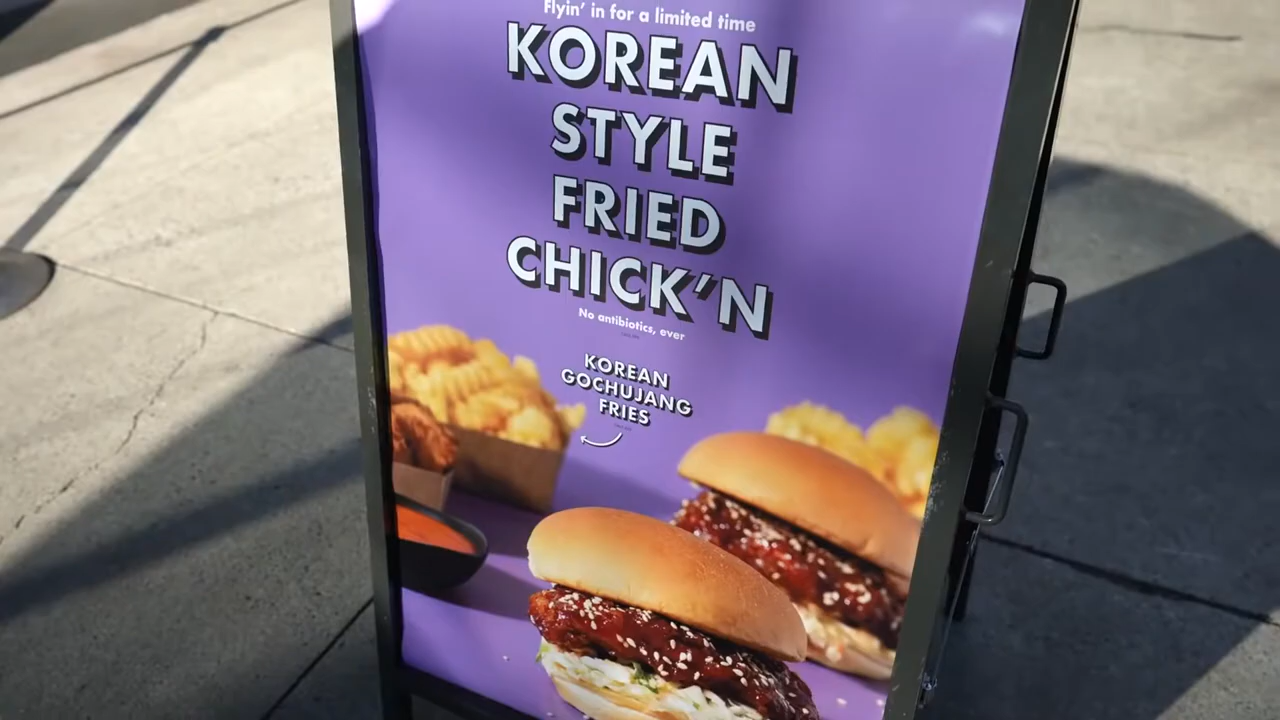 Flyin' in for a limited time
KOREAN
STYLE
FRIED
CHICK'N
No antibiotics, ever
KOREAN
GOCHUJANG
FRIES